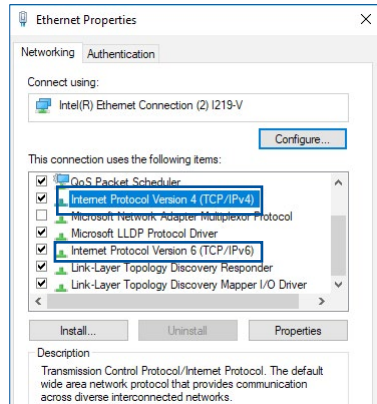 Ethernet Properties
Networking
Authentication
Connect using:
Intel(R) Ethernet Connection (2) I219-V
Configure...
This connection uses the following items:
QoS Packet Scheduler
Internet Protocol Version 4 (TCP/IPv4)
Microsoft Network Adapter Multiplexor Protocol
Microsoft LLDP Protocol Driver
Internet Protocol Version 6 (TCP/IPv6)
Link-Layer Topology Discovery Responder
Link-Layer Topology Discovery Mapper I/O Driver
Install...
Uninstall
Properties
Description
Transmission Control Protocol/Internet Protocol. The default
wide area network protocol that provides communication
across diverse interconnected networks.